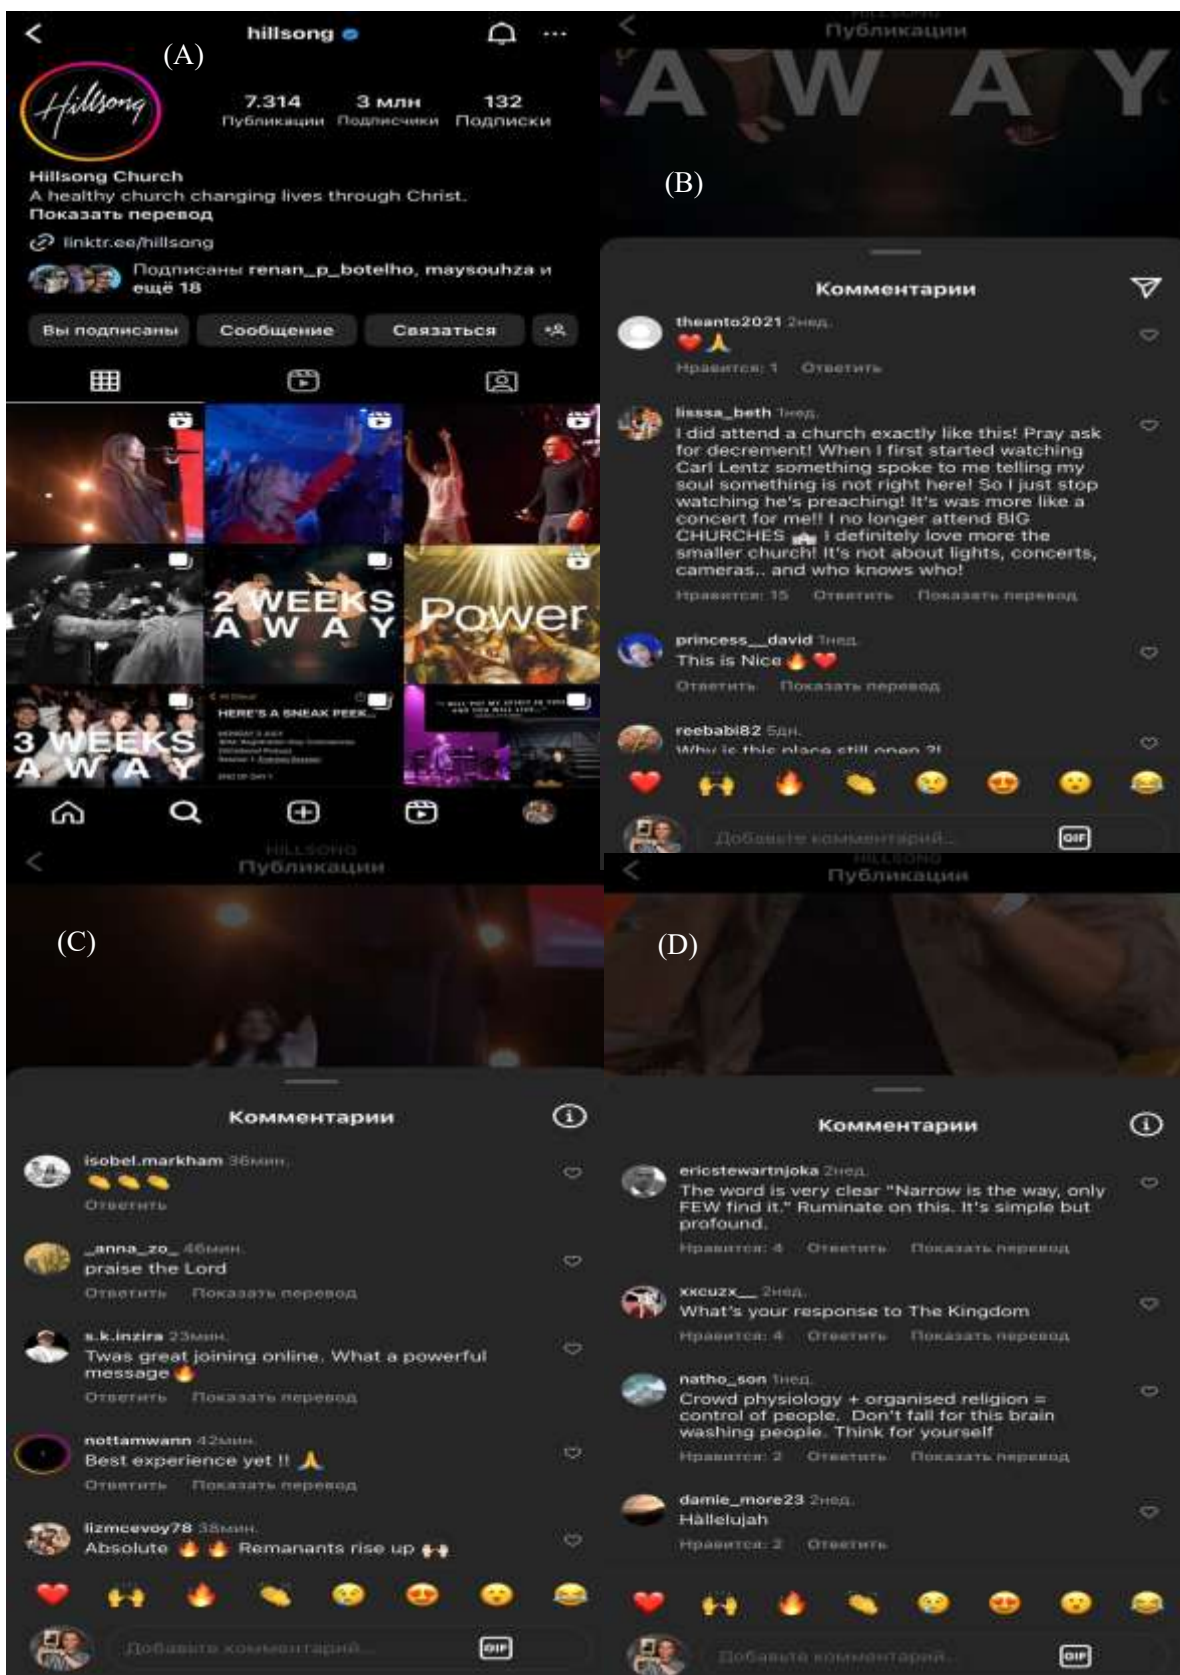 hillsong
(A)
Hillsong
7.314 3 млн 132
Публикации Подписчики Подписки
Hillsong Church
A healthy church changing lives through Christ.
Показать перевод
linktr.ee/hillsong
Подписаны renan_p_botelho, maysouhza и
ещё 18
Вы подписаны Сообщение Связаться
2 WEEKS
A W A Y
Power
3 WEEKS
A W A Y
HERE'S A SNEAK PEEK...
HILLSONG
Публикации
A W A Y
(B)
Комментарии
theanto2021 2нед.
❤️🙏
Нравится: 1 Ответить
lisssa_beth 1нед.
I did attend a church exactly like this! Pray ask
for decrement! When I first started watching
Carl Lentz something spoke to me telling my
soul something is not right here! So I just stop
watching he's preaching! It's was more like a
concert for me!! I no longer attend BIG
CHURCHES I definitely love more the
smaller church! It's not about lights, concerts,
cameras.. and who knows who!
Нравится: 15 Ответить Показать перевод
princess__david 1нед.
This is Nice 🔥❤️
Ответить Показать перевод
reebabi82 5дн.
Why is this place still open ?!
Добавьте комментарий...
GIF
HILLSONG
Публикации
(C)
Комментарии
isobel.markham 36мин.
👏👏👏
Ответить
_anna_zo_ 46мин.
praise the Lord
Ответить Показать перевод
s.k.inzira 23мин.
Twas great joining online. What a powerful
message 🔥
Ответить Показать перевод
nottamwann 42мин.
Best experience yet !! 🙏
Ответить Показать перевод
lizmcevoy78 38мин.
Absolute 🔥🔥 Remanants rise up 🙌
Добавьте комментарий...
GIF
HILLSONG
Публикации
(D)
Комментарии
ericstewartnjoka 2нед.
The word is very clear "Narrow is the way, only
FEW find it." Ruminate on this. It's simple but
profound.
Нравится: 4 Ответить Показать перевод
xxcuzx__ 2нед.
What's your response to The Kingdom
Нравится: 4 Ответить Показать перевод
natho_son 1нед.
Crowd physiology + organised religion =
control of people. Don't fall for this brain
washing people. Think for yourself
Нравится: 2 Ответить Показать перевод
damie_more23 2нед.
Hàllelujah
Нравится: 2 Ответить
Добавьте комментарий...
GIF